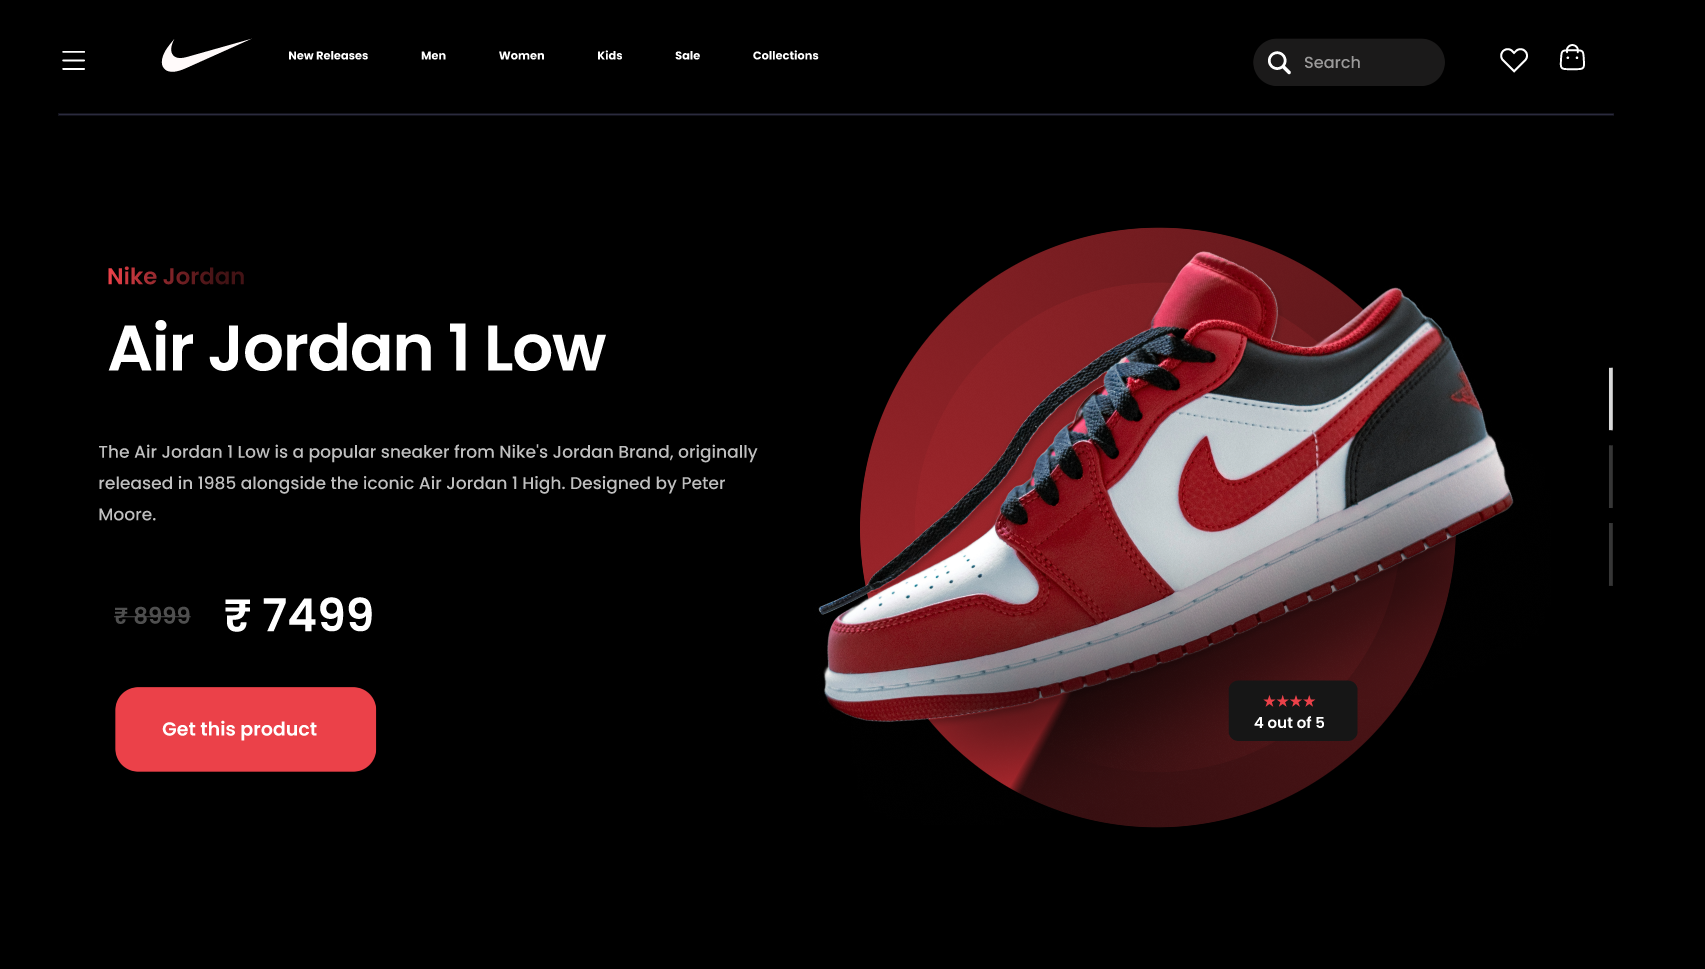 New Releases Men Women Kids Sale Collections Search
Nike Jordan
Air Jordan 1 Low
The Air Jordan 1 Low is a popular sneaker from Nike's Jordan Brand, originally
released in 1985 alongside the iconic Air Jordan 1 High. Designed by Peter
Moore.
₹ 8999 ₹ 7499
Get this product
★★★★
4 out of 5